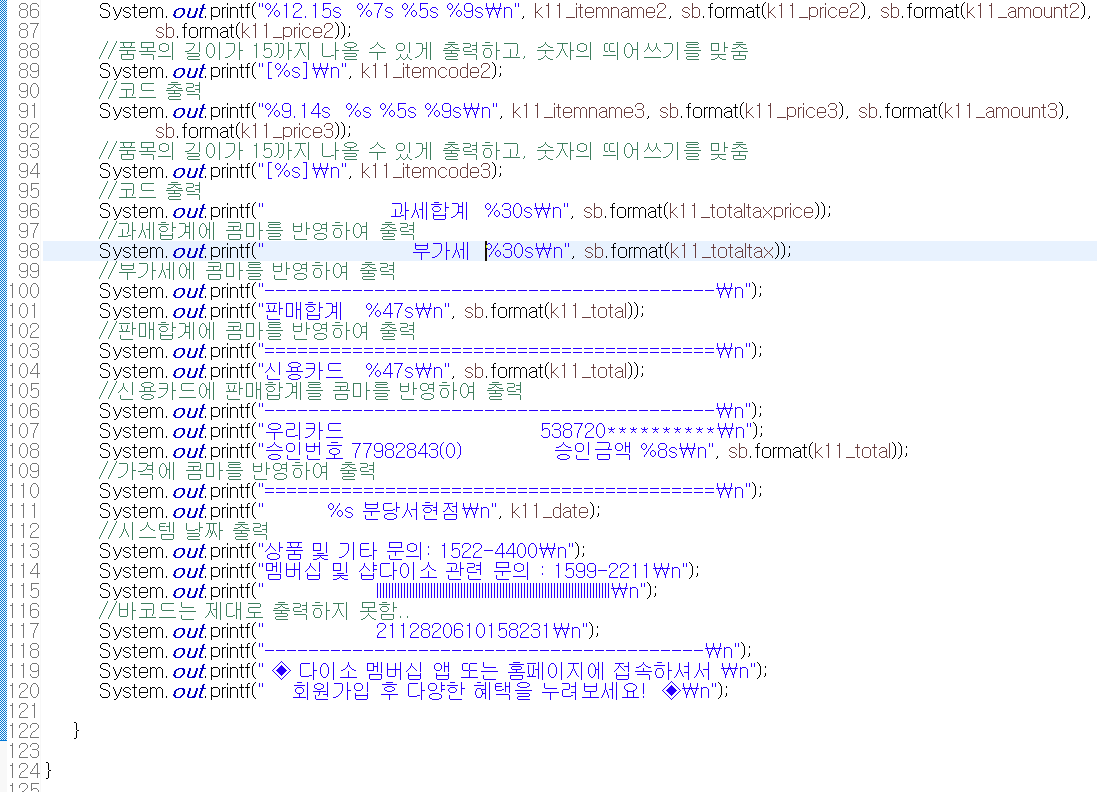 86 System.out.printf("%12.15s  %7s %5s %9s₩n", k11_itemname2, sb.format(k11_price2), sb.format(k11_amount2),
87 sb.format(k11_price2));
88 //품목의 길이가 15까지 나올 수 있게 출력하고, 숫자의 띄어쓰기를 맞춤
89 System.out.printf("[%s]₩n", k11_itemcode2);
90 //코드 출력
91 System.out.printf("%9.14s  %s %5s %9s₩n", k11_itemname3, sb.format(k11_price3), sb.format(k11_amount3),
92 sb.format(k11_price3));
93 //품목의 길이가 15까지 나올 수 있게 출력하고, 숫자의 띄어쓰기를 맞춤
94 System.out.printf("[%s]₩n", k11_itemcode3);
95 //코드 출력
96 System.out.printf("                  과세합계  %30s₩n", sb.format(k11_totaltaxprice));
97 //과세합계에 콤마를 반영하여 출력
98 System.out.printf("                     부가세  %30s₩n", sb.format(k11_totaltax));
99 //부가세에 콤마를 반영하여 출력
100 System.out.printf("-----------------------------------------₩n");
101 System.out.printf("판매합계   %47s₩n", sb.format(k11_total));
102 //판매합계에 콤마를 반영하여 출력
103 System.out.printf("=========================================₩n");
104 System.out.printf("신용카드   %47s₩n", sb.format(k11_total));
105 //신용카드에 판매합계를 콤마를 반영하여 출력
106 System.out.printf("-----------------------------------------₩n");
107 System.out.printf("우리카드                            538720**********₩n");
108 System.out.printf("승인번호 77982843(0)             승인금액 %8s₩n", sb.format(k11_total));
109 //가격에 콤마를 반영하여 출력
110 System.out.printf("=========================================₩n");
111 System.out.printf("         %s 분당서현점₩n", k11_date);
112 //시스템 날짜 출력
113 System.out.printf("상품 및 기타 문의: 1522-4400₩n");
114 System.out.printf("멤버십 및 샵다이소 관련 문의 : 1599-2211₩n");
115 System.out.printf("                ₩n");
116 //바코드는 제대로 출력하지 못함..
117 System.out.printf("                2112820610158231₩n");
118 System.out.printf("----------------------------------------₩n");
119 System.out.printf(" ◈ 다이소 멤버십 앱 또는 홈페이지에 접속하셔서 ₩n");
120 System.out.printf("    회원가입 후 다양한 혜택을 누려보세요!  ◈₩n");
121
122 }
123
124 }
125